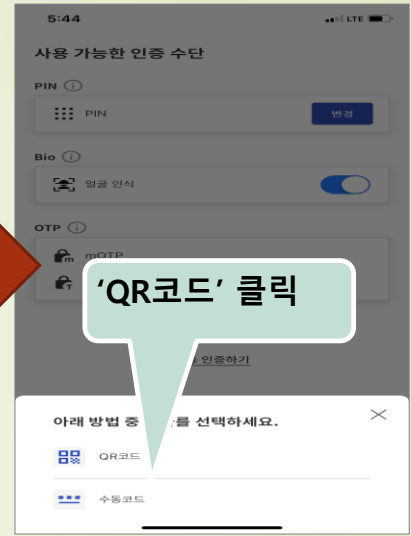 5:44
LTE
사용 가능한 인증 수단
PIN
PIN
변경
Bio
얼굴 인식
OTP
mOTP
‘QR코드’ 클릭
인증하기
아래 방법 중 를 선택하세요.
QR코드
수동코드